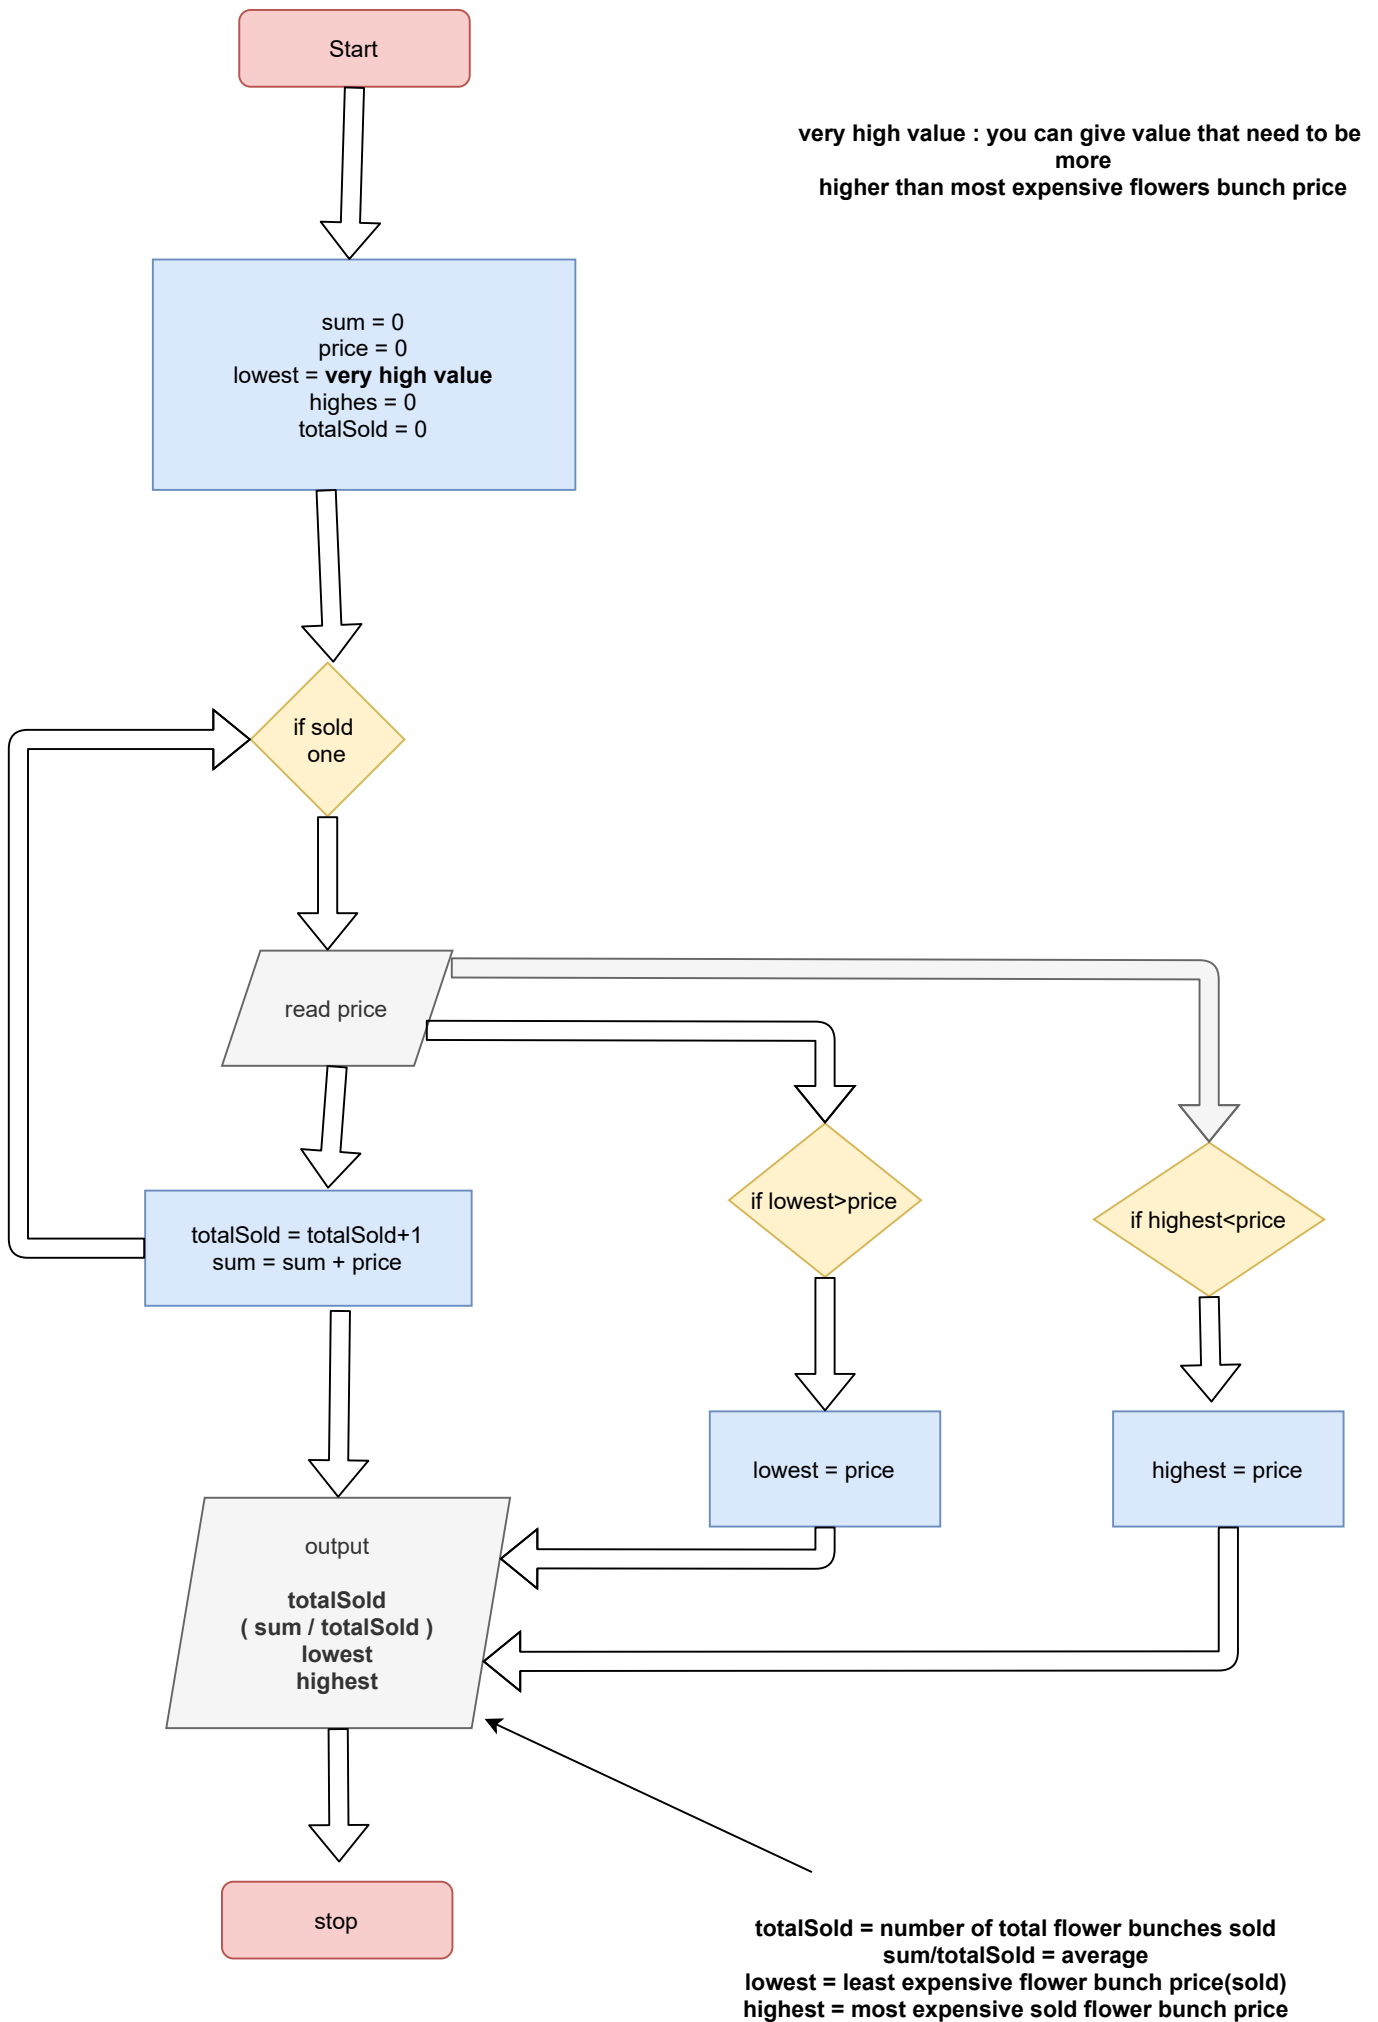 Start
very high value : you can give value that need to be
more
higher than most expensive flowers bunch price
sum = 0
price = 0
lowest = very high value
highes = 0
totalSold = 0
if sold
one
read price
totalSold = totalSold+1
sum = sum + price
if lowest>price
if highest<price
lowest = price
highest = price
output
totalSold
( sum / totalSold )
lowest
highest
stop
totalSold = number of total flower bunches sold
sum/totalSold = average
lowest = least expensive flower bunch price(sold)
highest = most expensive sold flower bunch price